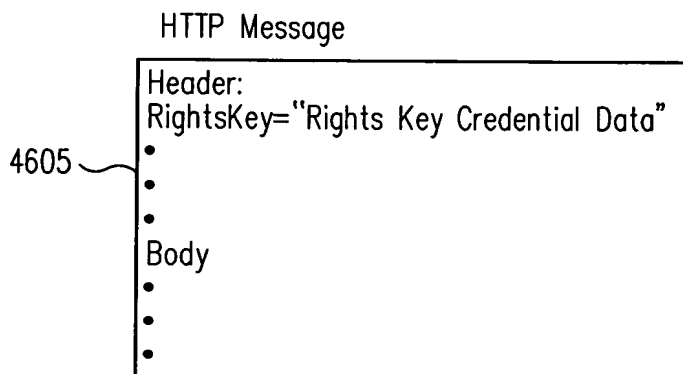 HTTP Message
Header:
RightsKey="Rights Key Credential Data"
•
4605
•
•
Body
•
•
•